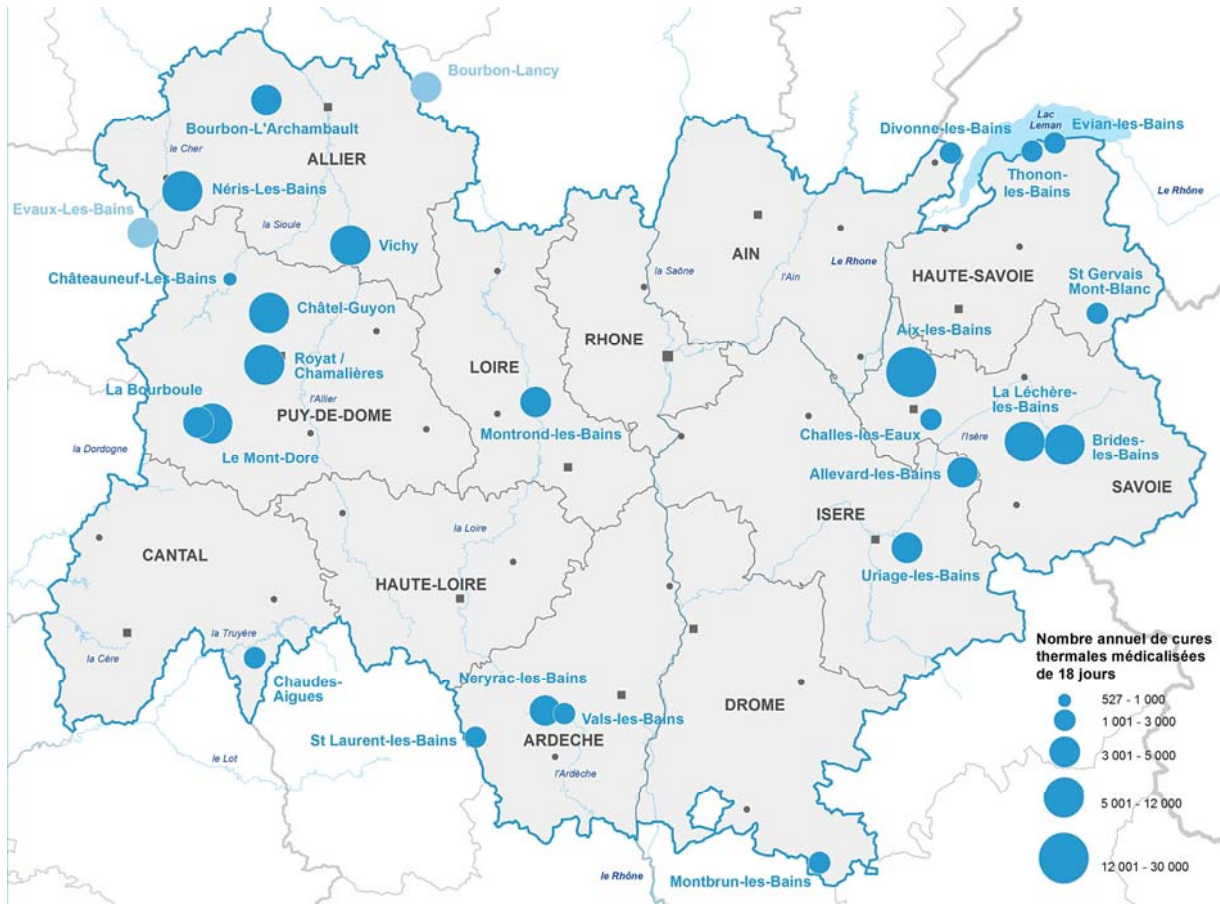 Bourbon-Lancy
Bourbon-L'Archambault
ALLIER
le Cher
Néris-Les-Bains
Evaux-Les-Bains
la Sioule
Vichy
Châteauneuf-Les-Bains
Châtel-Guyon
Royat /
Chamalières
La Bourboule
l'Allier
PUY-DE-DOME
la Dordogne
Le Mont-Dore
LOIRE
Montrond-les-Bains
RHONE
la Saône
AIN
l'Ain
Le Rhone
Divonne-les-Bains
Lac
Leman
Evian-les-Bains
Thonon-
les-Bains
Le Rhône
HAUTE-SAVOIE
St Gervais
Mont-Blanc
Aix-les-Bains
La Léchère-
les-Bains
Challes-les-Eaux
l'Isère
Brides-
les-Bains
Allevard-les-Bains
SAVOIE
ISERE
Uriage-les-Bains
CANTAL
la Loire
HAUTE-LOIRE
la Truyère
la Cère
Chaudes-
Aigues
Neryrac-les-Bains
Vals-les-Bains
St Laurent-les-Bains
ARDECHE
l'Ardèche
le Lot
DROME
le Rhône
Montbrun-les-Bains
Nombre annuel de cures
thermales médicalisées
de 18 jours
527 - 1 000
1 001 - 3 000
3 001 - 5 000
5 001 - 12 000
12 001 - 30 000